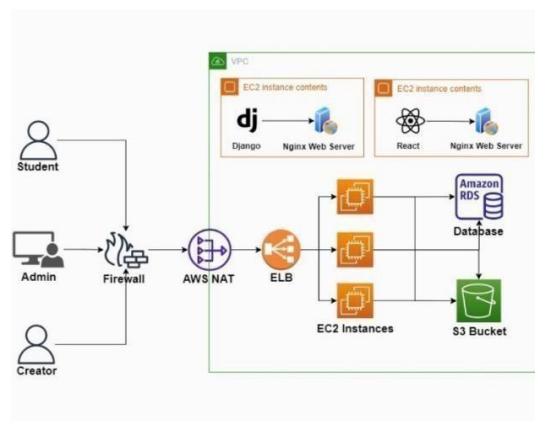 VPC
EC2 instance contents
EC2 instance contents
dj
Django
Nginx Web Server
React
Nginx Web Server
Student
Admin
Creator
Firewall
AWS NAT
ELB
EC2 Instances
Amazon
RDS
Database
S3 Bucket